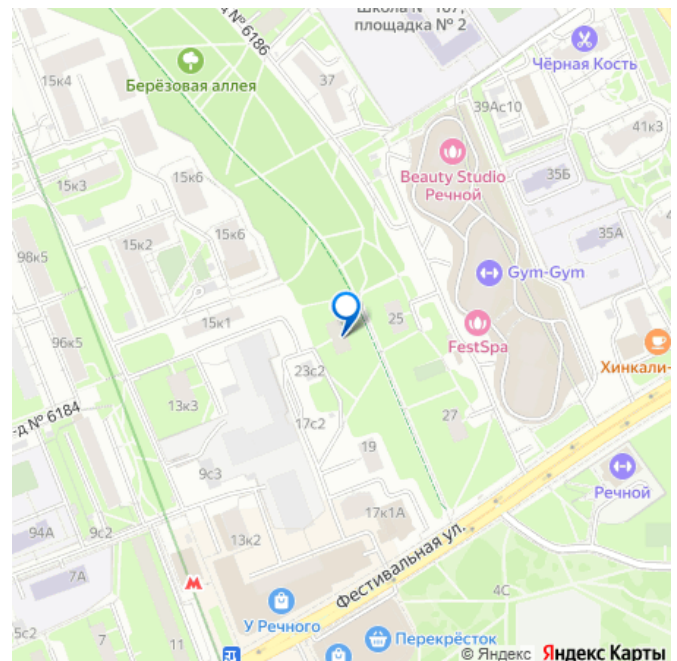 Школа № 167,
площадка № 2
д № 6186
Чёрная Кость
15к4
Берёзовая аллея
37
39Ас10
41к3
Beauty Studio
Речной
15к3
15к6
35Б
15к2
15к6
35А
98к5
Gym-Gym
15к1
25
96к5
FestSpa
Хинкали-
23с2
-д № 6184
13к3
17с2
27
19
9с3
Речной
94А
9с2
13к2
17к1А
Фестивальная ул.
7А
4С
У Речного
5с2
7
11
Перекрёсток
© Яндекс Яндекс Карты